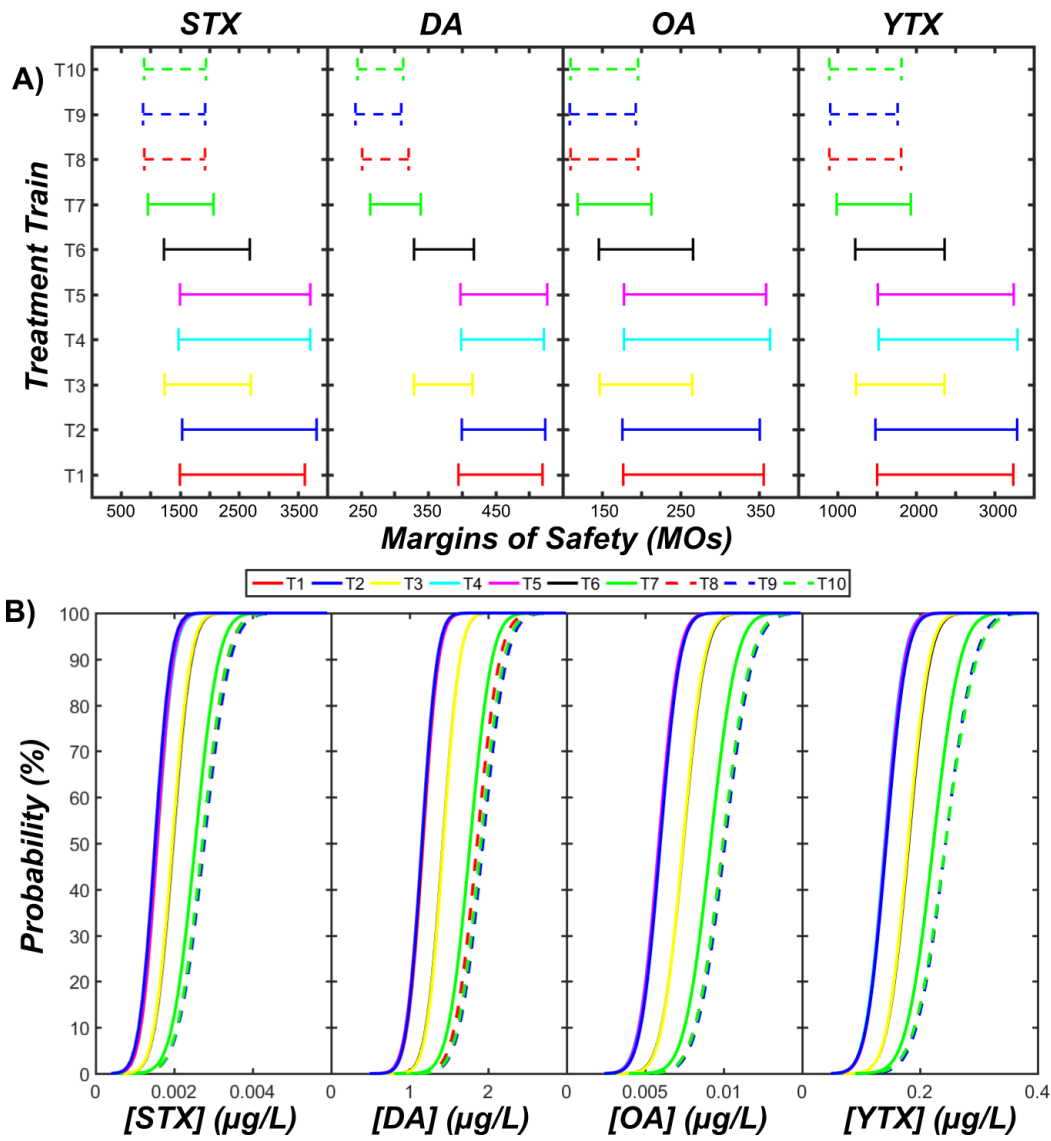 STX DA OA YTX
A)
T10
T9
T8
T7
T6
T5
T4
T3
T2
T1
Treatment Train
500 1500 2500 3500 250 350 450 150 250 350 1000 2000 3000
Margins of Safety (MOs)
T1 T2 T3 T4 T5 T6 T7 T8 T9 T10
B)
100
90
80
70
60
50
40
30
20
10
0
Probability (%)
0 0.002 0.004 0 1 2 0 0.005 0.01 0 0.2 0.4
[STX] (µg/L) [DA] (µg/L) [OA] (µg/L) [YTX] (µg/L)